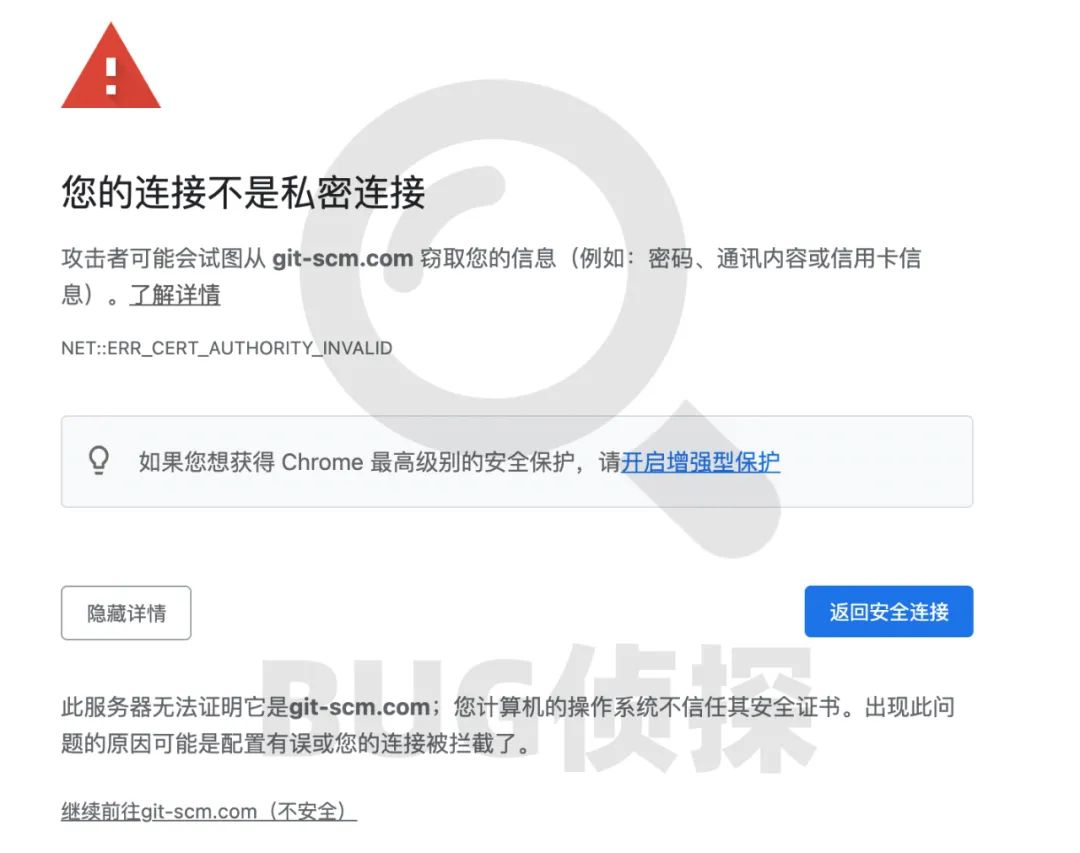 您的连接不是私密连接
攻击者可能会试图从 git-scm.com 窃取您的信息（例如：密码、通讯内容或信用卡信
息）。了解详情
NET::ERR_CERT_AUTHORITY_INVALID
如果您想获得 Chrome 最高级别的安全保护，请开启增强型保护
隐藏详情
返回安全连接
BUG侦探
此服务器无法证明它是git-scm.com；您计算机的操作系统不信任其安全证书。出现此问
题的原因可能是配置有误或您的连接被拦截了。
继续前往git-scm.com（不安全）